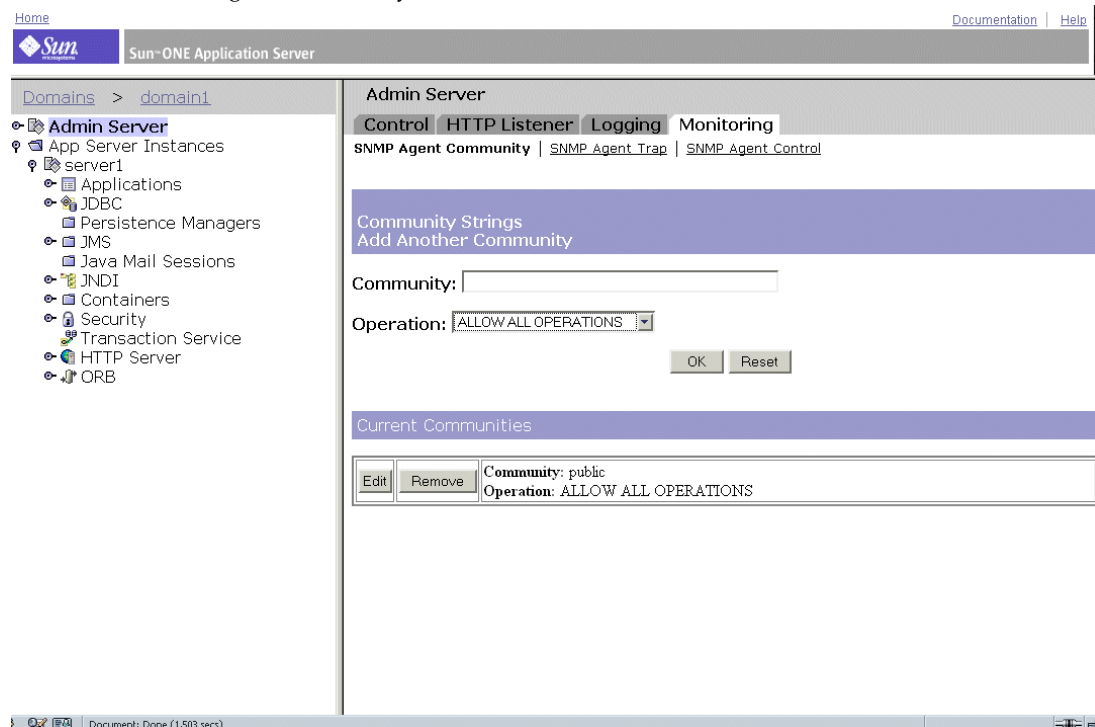 Home
Documentation | Help
Sun microsystems
Sun ONE Application Server
Domains > domain1
Admin Server
App Server Instances
server1
Applications
JDBC
Persistence Managers
JMS
Java Mail Sessions
JNDI
Containers
Security
Transaction Service
HTTP Server
ORB
Admin Server
Control HTTP Listener Logging Monitoring
SNMP Agent Community | SNMP Agent Trap | SNMP Agent Control
Community Strings
Add Another Community
Community:
Operation: ALLOW ALL OPERATIONS
OK Reset
Current Communities
Edit Remove
Community: public
Operation: ALLOW ALL OPERATIONS
Document: Done (1.503 secs)